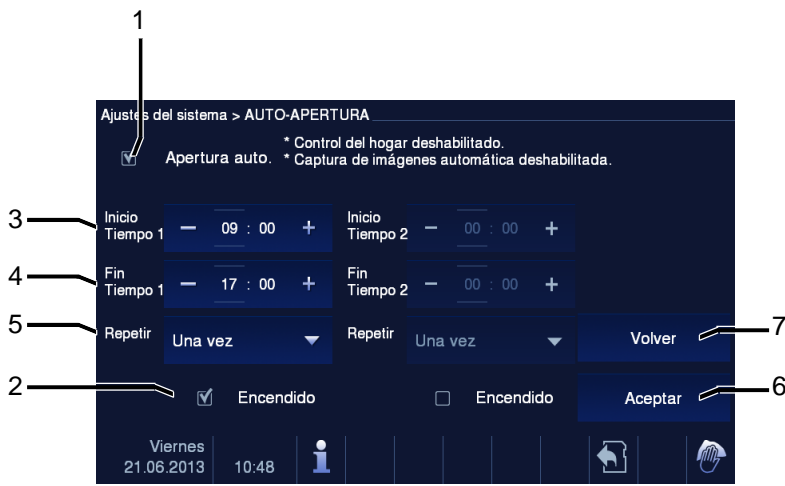 1
Ajustes del sistema > AUTO-APERTURA
Apertura auto.
* Control del hogar deshabilitado.
* Captura de imágenes automática deshabilitada.
3
Inicio
Tiempo 1
− 09 : 00 +
Inicio
Tiempo 2
− 00 : 00 +
4
Fin
Tiempo 1
− 17 : 00 +
Fin
Tiempo 2
− 00 : 00 +
5
Repetir
Una vez
Repetir
Una vez
Volver
7
2
Encendido
Encendido
Aceptar
6
Viernes
21.06.2013
10:48
i